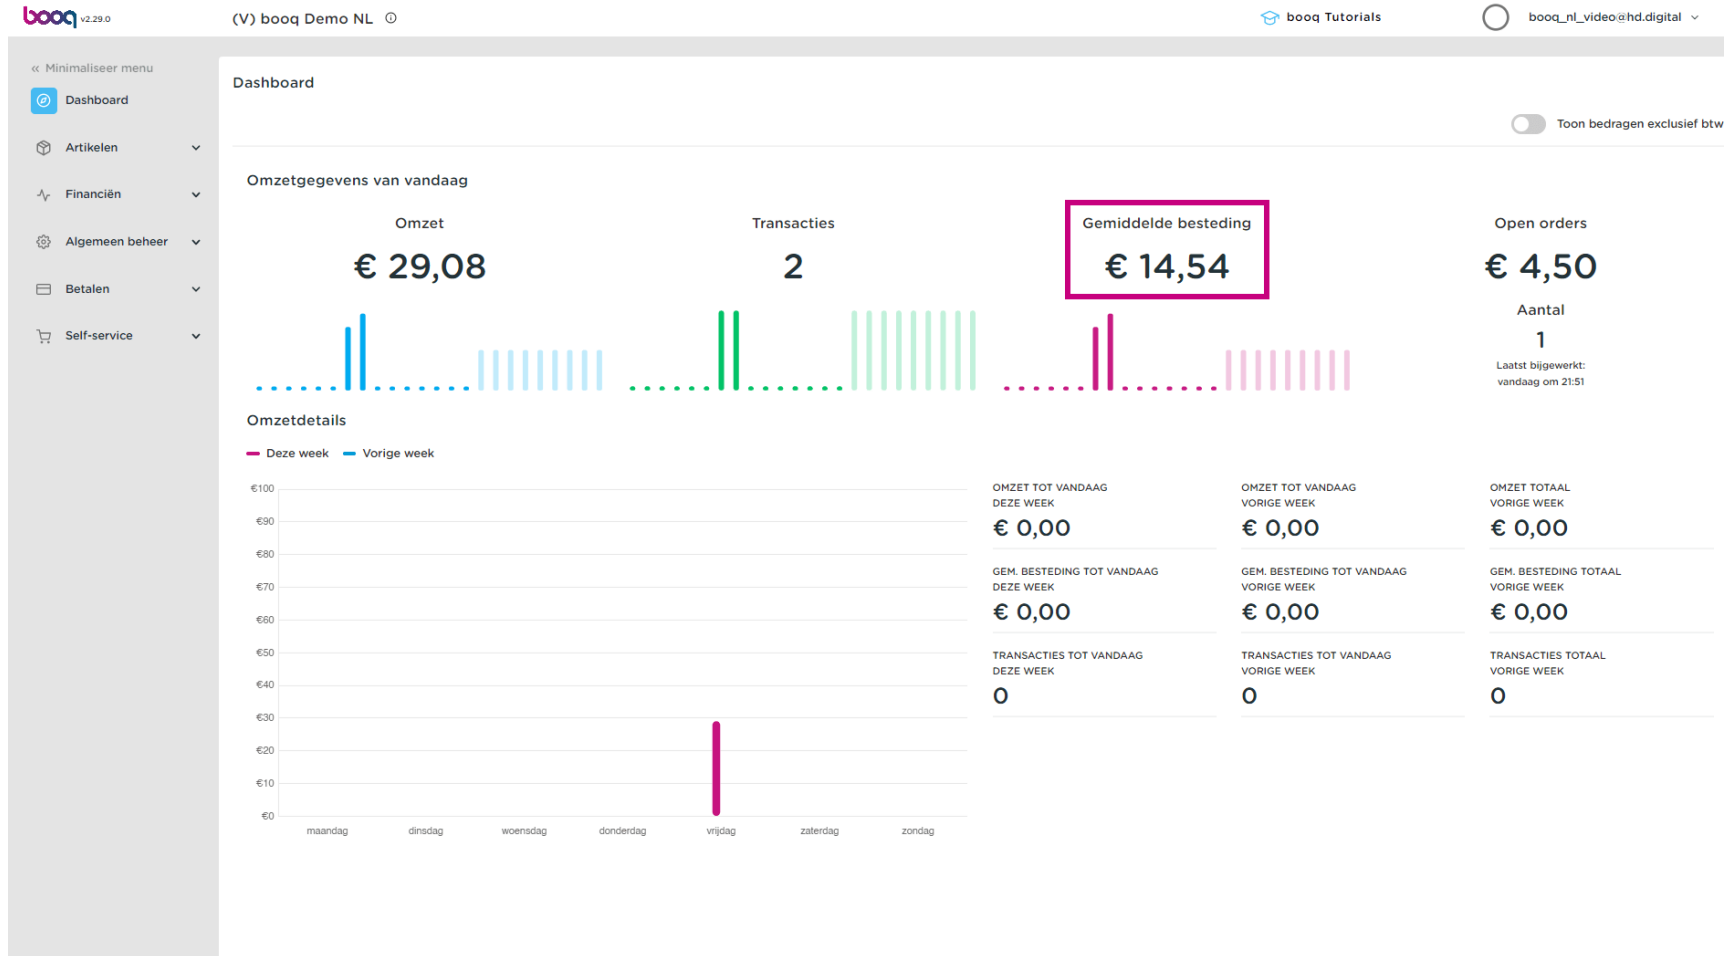 booq v2.29.0
(V) booq Demo NL
booq Tutorials
booq_nl_video@hd.digital
Minimaliseer menu
Dashboard
Artikelen
Financiën
Algemeen beheer
Betalen
Self-service
Dashboard
Toon bedragen exclusief btw
Omzetgegevens van vandaag
Omzet
€ 29,08
Transacties
2
Gemiddelde besteding
€ 14,54
Open orders
€ 4,50
Aantal
1
Laatst bijgewerkt:
vandaag om 21:51
Omzetdetails
Deze week
Vorige week
€100
€90
€80
€70
€60
€50
€40
€30
€20
€10
€0
maandag
dinsdag
woensdag
donderdag
vrijdag
zaterdag
zondag
OMZET TOT VANDAAG
DEZE WEEK
€ 0,00
OMZET TOT VANDAAG
VORIGE WEEK
€ 0,00
OMZET TOTAAL
VORIGE WEEK
€ 0,00
GEM. BESTEDING TOT VANDAAG
DEZE WEEK
€ 0,00
GEM. BESTEDING TOT VANDAAG
VORIGE WEEK
€ 0,00
GEM. BESTEDING TOTAAL
VORIGE WEEK
€ 0,00
TRANSACTIES TOT VANDAAG
DEZE WEEK
0
TRANSACTIES TOT VANDAAG
VORIGE WEEK
0
TRANSACTIES TOTAAL
VORIGE WEEK
0